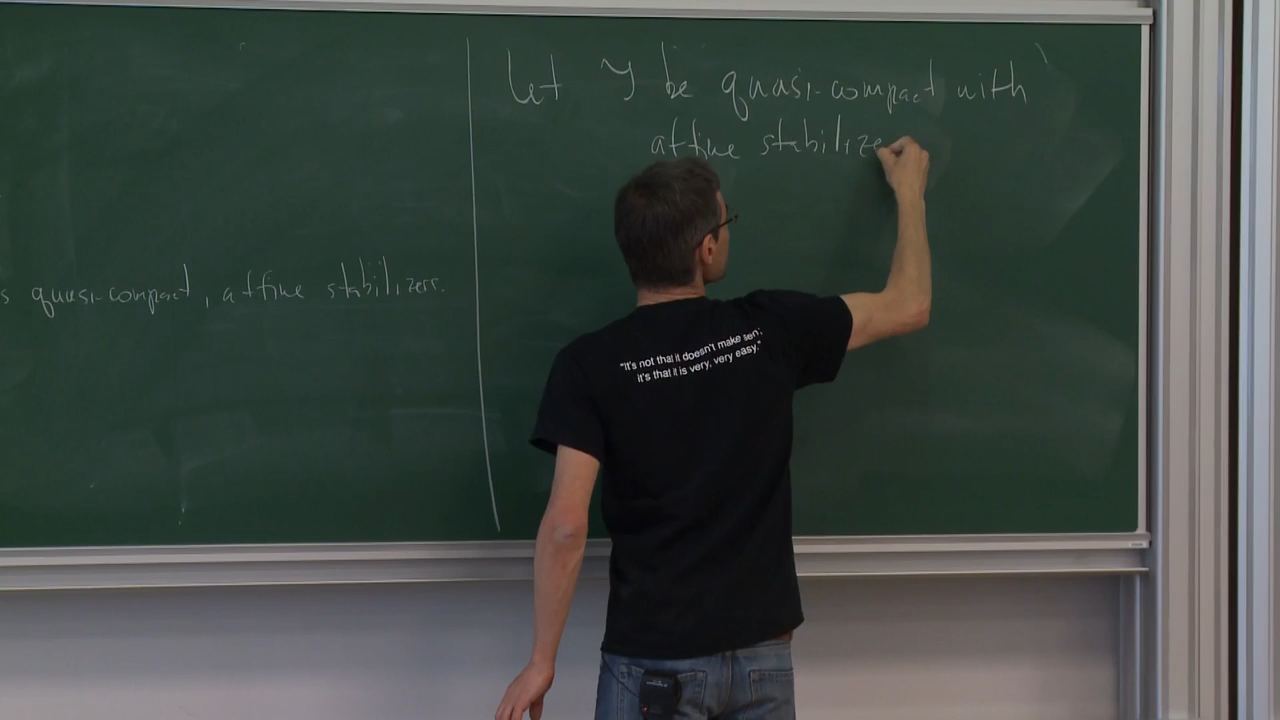 s quasi-compact, affine stabilizers.
Let Y be quasi-compact with
affine stabilize
"It's not that it doesn't make sen;
it's that it is very, very easy."